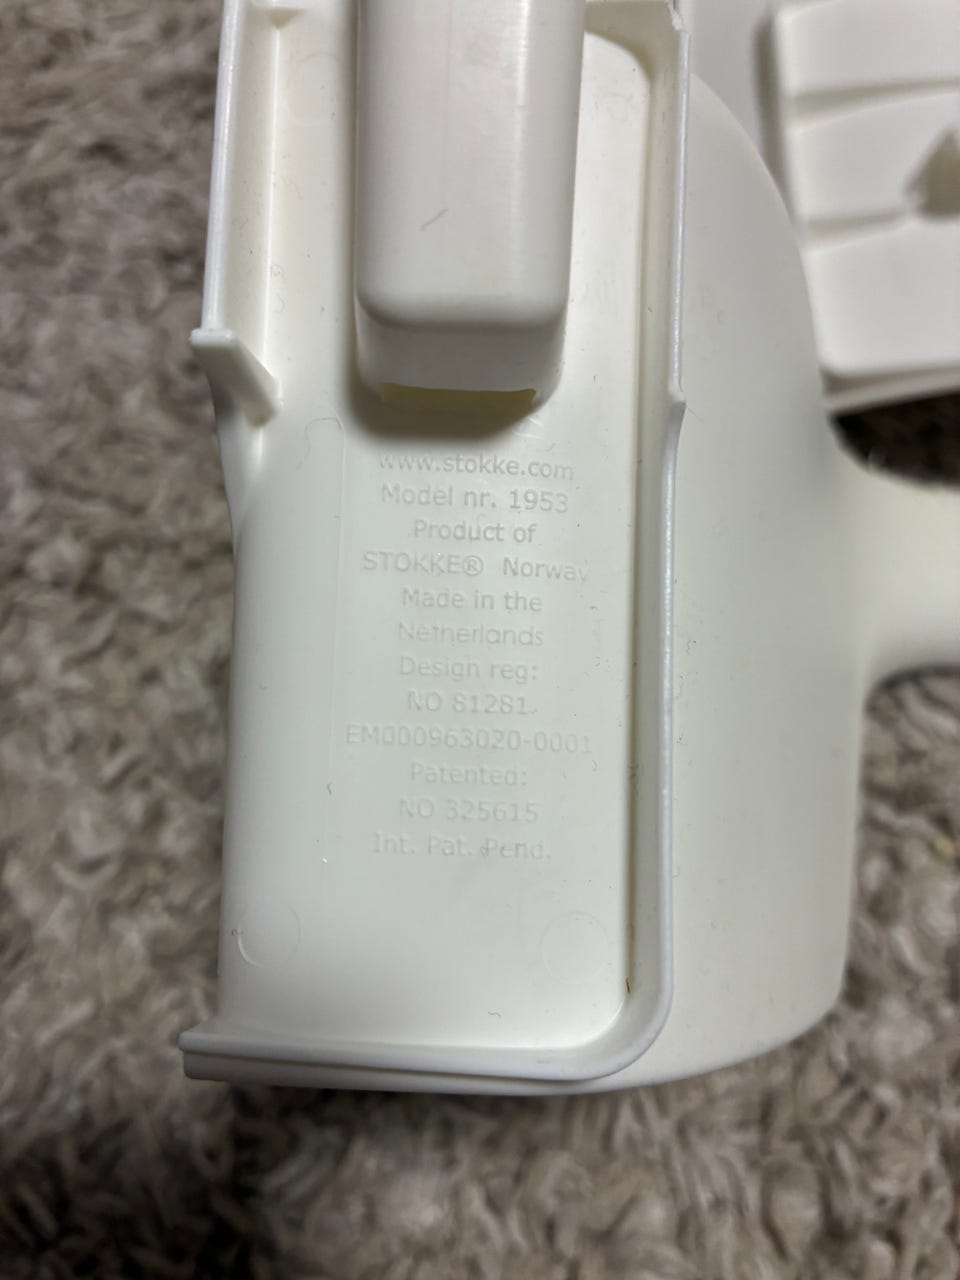 www.stokke.com
Model nr. 1953
Product of
STOKKE® Norway
Made in the
Netherlands
Design reg:
NO 81281
EM000963020-0001
Patented:
NO 325615
Int. Pat. Pend.